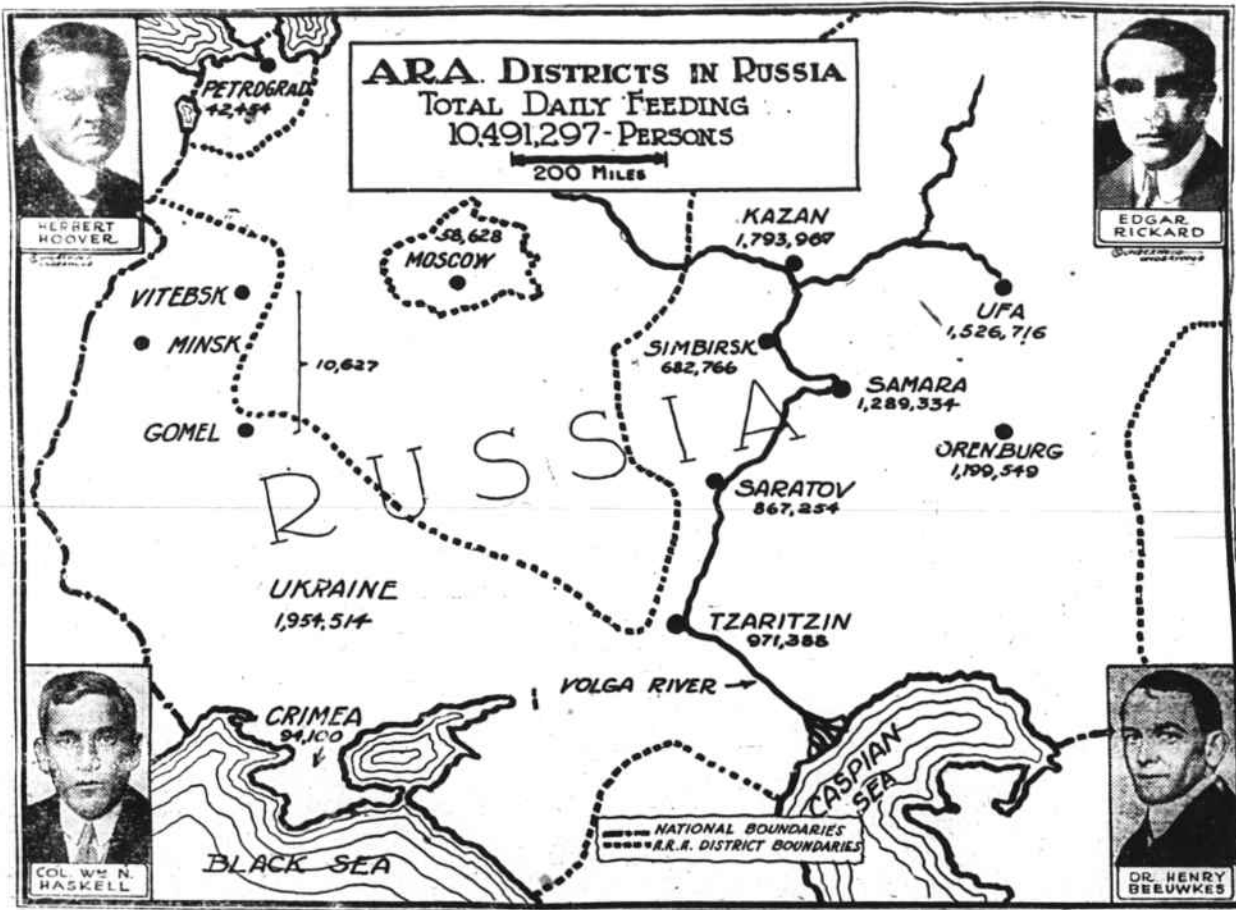 A.R.A. DISTRICTS IN RUSSIA
TOTAL DAILY FEEDING
10,491,297-PERSONS
200 MILES
HERBERT
HOOVER
EDGAR
RICKARD
PETROGRAD
42,454
58,628
MOSCOW
KAZAN
1,793,967
VITEBSK
MINSK
10,627
GOMEL
UFA
1,526,716
SIMBIRSK
682,766
SAMARA
1,289,334
ORENBURG
1,199,549
RUSSIA
SARATOV
867,254
UKRAINE
1,954,514
TZARITZIN
971,388
VOLGA RIVER
CRIMEA
94,100
CASPIAN
SEA
BLACK SEA
NATIONAL BOUNDARIES
A.R.A. DISTRICT BOUNDARIES
COL. WM N.
HASKELL
DR. HENRY
BEEUWKES